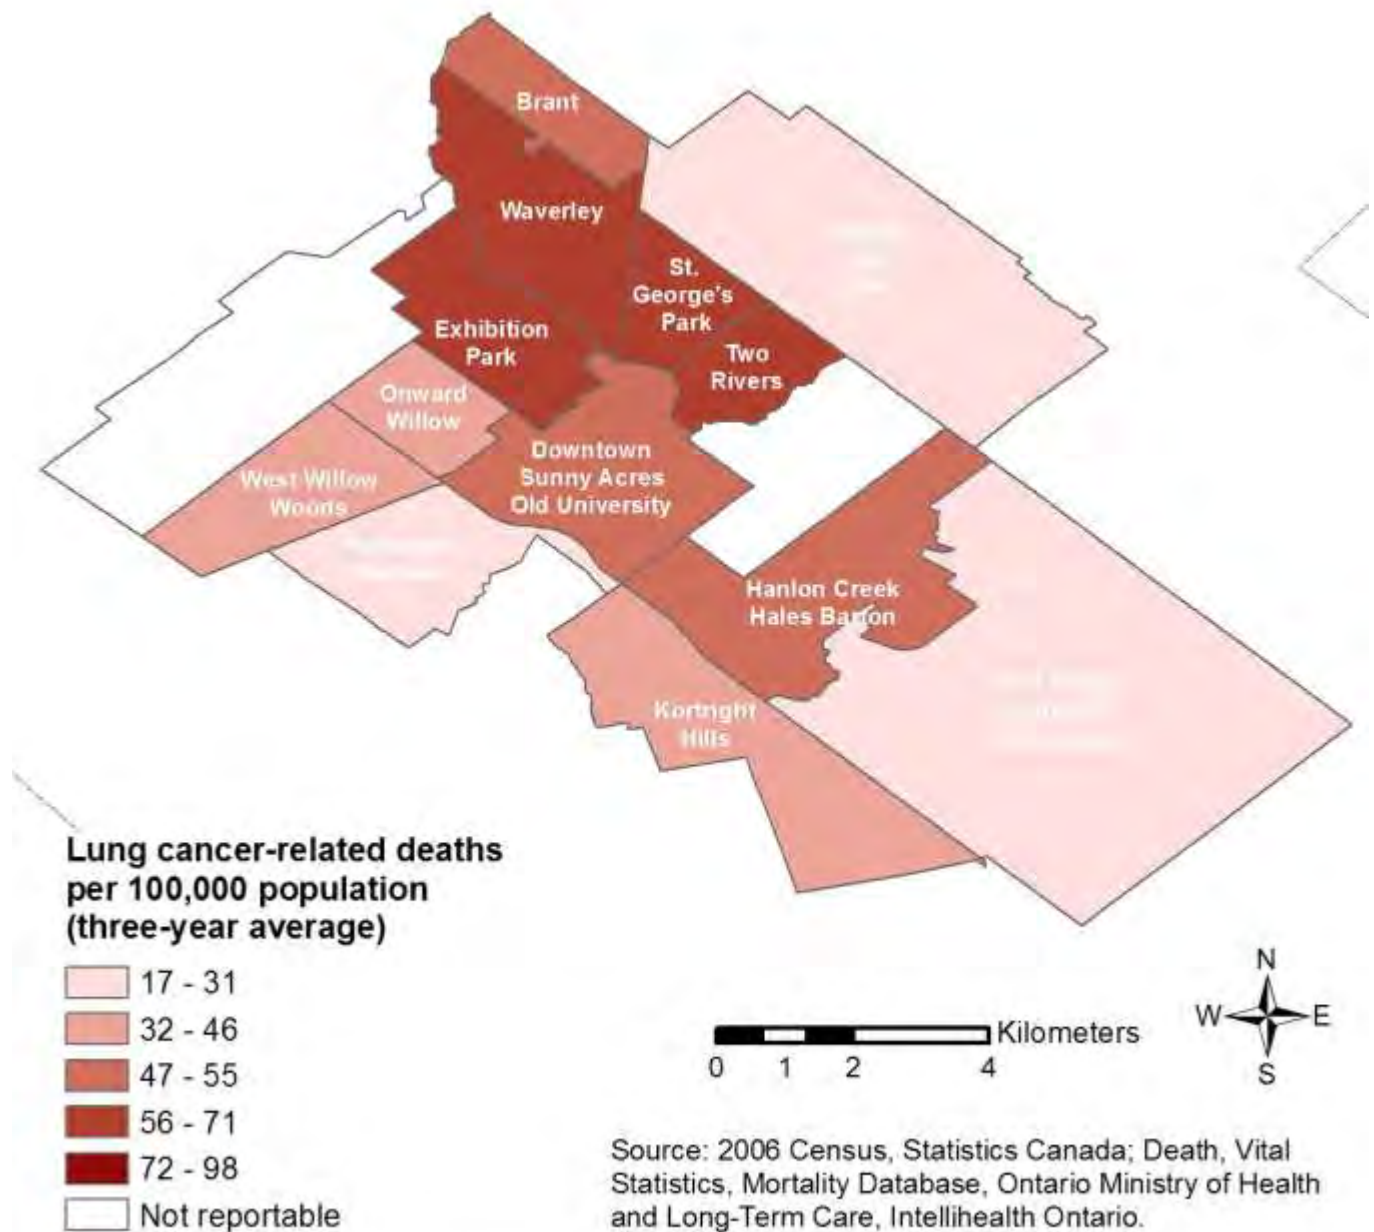 Brant
Waverley
St.
George's
Park
Exhibition
Park
Two
Rivers
Onward
Willow
Downtown
Sunny Acres
Old University
West Willow
Woods
Hanlon Creek
Hales Barton
Kortright
Hills
Lung cancer-related deaths
per 100,000 population
(three-year average)
17 - 31
32 - 46
47 - 55
56 - 71
72 - 98
Not reportable
Kilometers
0 1 2 4
N
W E
S
Source: 2006 Census, Statistics Canada; Death, Vital
Statistics, Mortality Database, Ontario Ministry of Health
and Long-Term Care, Intellihealth Ontario.